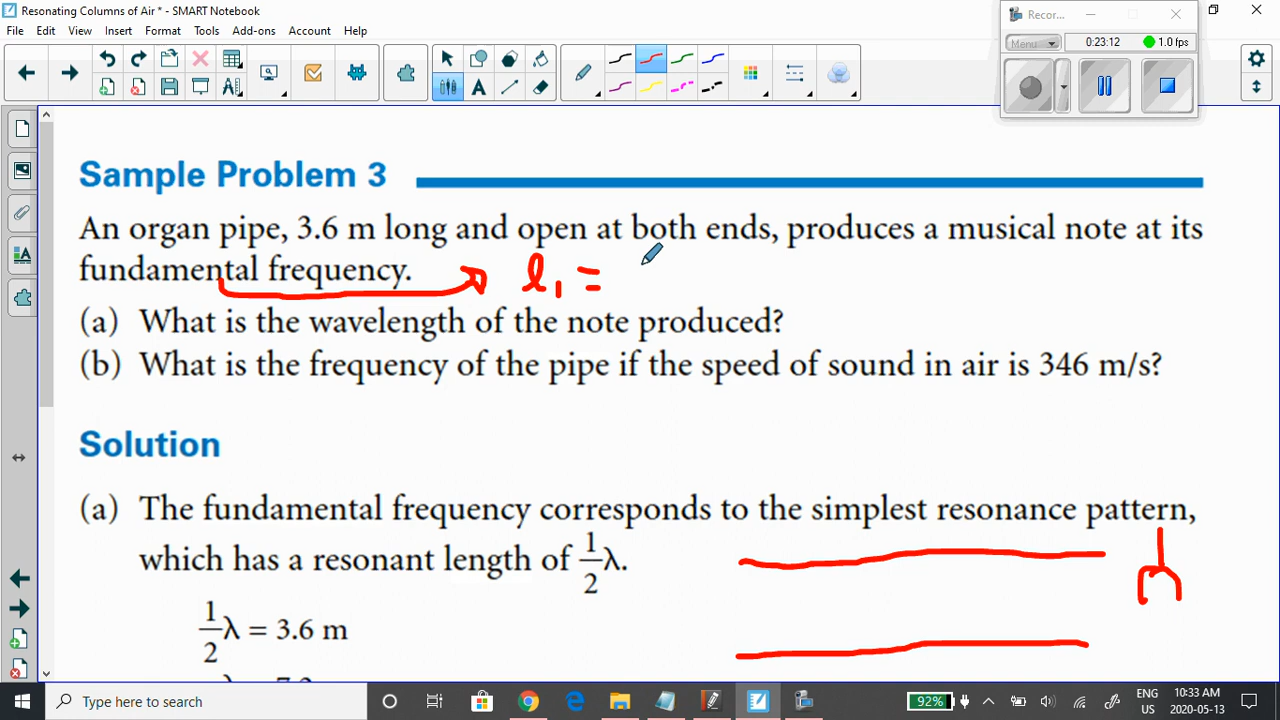 Resonating Columns of Air * - SMART Notebook
Recor...
File Edit View Insert Format Tools Add-ons Account Help
Menu 0:23:12 1.0 fps
Sample Problem 3
An organ pipe, 3.6 m long and open at both ends, produces a musical note at its
fundamental frequency.
l₁ =
(a) What is the wavelength of the note produced?
(b) What is the frequency of the pipe if the speed of sound in air is 346 m/s?
Solution
(a) The fundamental frequency corresponds to the simplest resonance pattern,
which has a resonant length of 1/2 λ.
1/2 λ = 3.6 m
Type here to search
92%
ENG
10:33 AM
2020-05-13